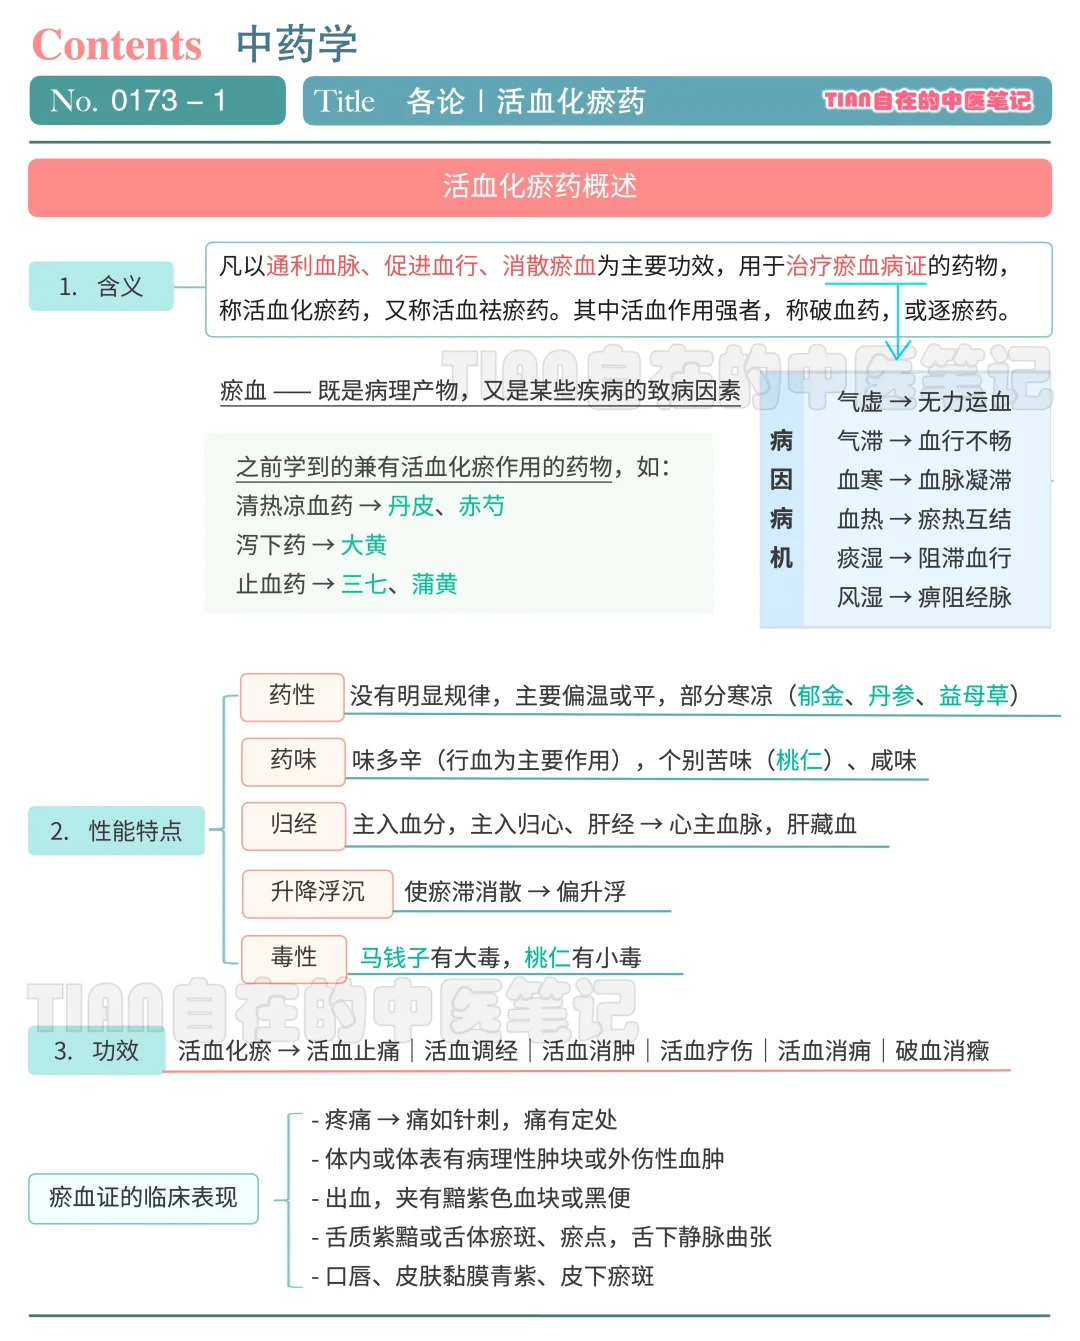 Contents 中药学
No. 0173 – 1
Title 各论 | 活血化瘀药
TIAN自在的中医笔记
活血化瘀药概述
1. 含义
凡以通利血脉、促进血行、消散瘀血为主要功效，用于治疗瘀血病证的药物，
称活血化瘀药，又称活血祛瘀药。其中活血作用强者，称破血药，或逐瘀药。
TIAN自在的中医笔记
瘀血 —— 既是病理产物，又是某些疾病的致病因素
之前学到的兼有活血化瘀作用的药物，如：
清热凉血药 → 丹皮、赤芍
泻下药 → 大黄
止血药 → 三七、蒲黄
病因病机
气虚 → 无力运血
气滞 → 血行不畅
血寒 → 血脉凝滞
血热 → 瘀热互结
痰湿 → 阻滞血行
风湿 → 痹阻经脉
2. 性能特点
药性 没有明显规律，主要偏温或平，部分寒凉（郁金、丹参、益母草）
药味 味多辛（行血为主要作用），个别苦味（桃仁）、咸味
归经 主入血分，主入归心、肝经 → 心主血脉，肝藏血
升降浮沉 使瘀滞消散 → 偏升浮
毒性 马钱子有大毒，桃仁有小毒
TIAN自在的中医笔记
3. 功效 活血化瘀 → 活血止痛｜活血调经｜活血消肿｜活血疗伤｜活血消痈｜破血消癥
瘀血证的临床表现
- 疼痛 → 痛如针刺，痛有定处
- 体内或体表有病理性肿块或外伤性血肿
- 出血，夹有黯紫色血块或黑便
- 舌质紫黯或舌体瘀斑、瘀点，舌下静脉曲张
- 口唇、皮肤黏膜青紫、皮下瘀斑